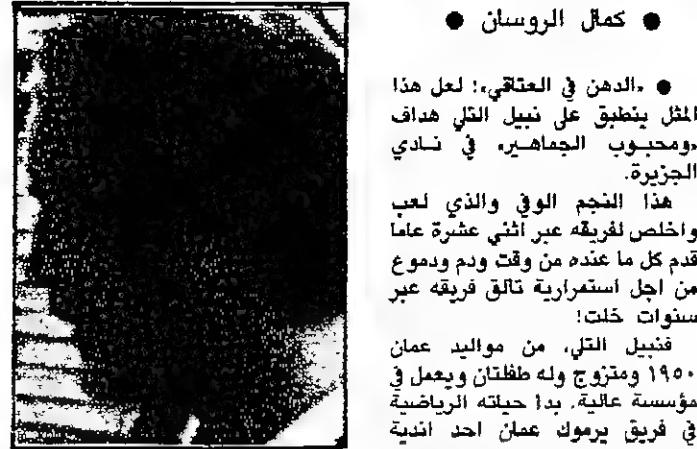 ● كمال الروسان ●
● «الدهن في العتاقي»! لعل هذا
المثل ينطبق على نبيل التلي هداف
«ومحبوب الجماهير» في نادي
الجزيرة.
هذا النجم الوفي والذي لعب
واخلص لفريقه عبر اثني عشرة عاما
قدم كل ما عنده من وقت ودم ودموع
من اجل استمرارية تالق فريقه عبر
سنوات خلت!
فنبيل التلي، من مواليد عمان
١٩٥٠ ومتزوج وله طفلتان ويعمل في
مؤسسة عالية. بدا حياته الرياضية
في فريق يرموك عمان احد اندية